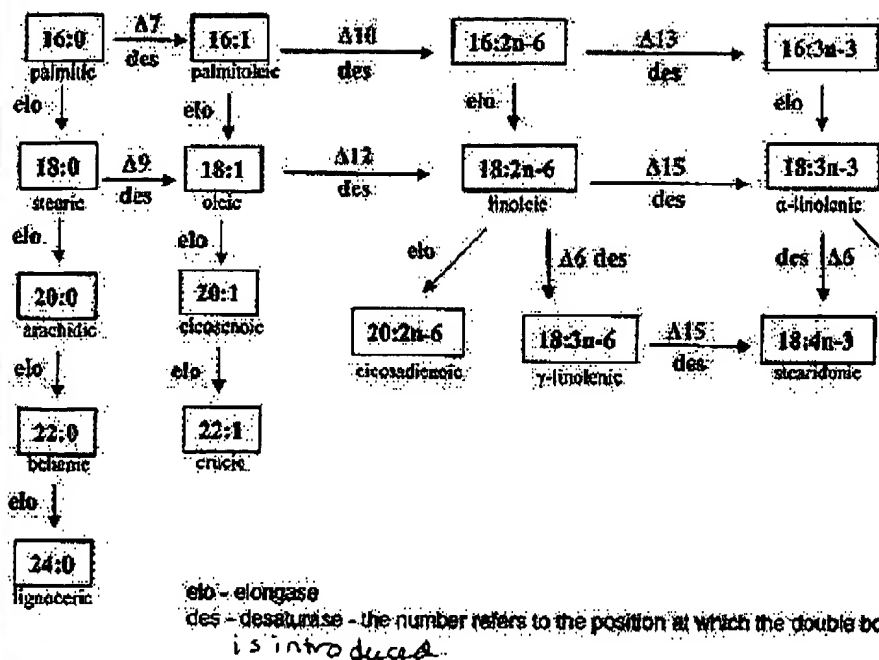 16:0 Δ7 16:1 Δ10 16:2n-6 Δ13 16:3n-3
palmitic des palmitoleic des des
elo elo elo elo
18:0 Δ9 18:1 Δ12 18:2n-6 Δ15 18:3n-3
stearic des oleic des linoleic des α-linolenic
elo elo elo Δ6 des des Δ6
20:0 20:1 20:2n-6 18:3n-6 Δ15 18:4n-3
arachidic eicosenoic eicosadienoic γ-linolenic des stearidonic
elo elo
22:0 22:1
behenic erucic
elo
24:0
lignoceric
elo - elongase
des - desaturase - the number refers to the position at which the double bo
is introduced